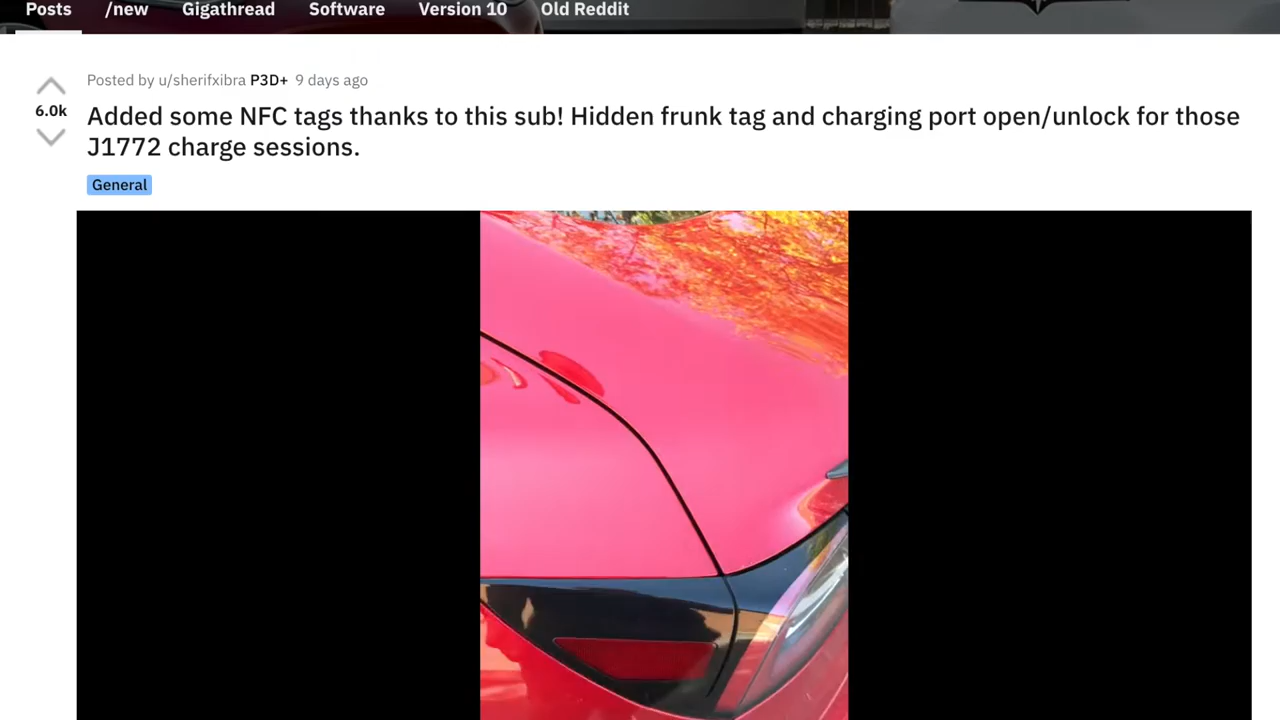 Posts /new Gigathread Software Version 10 Old Reddit
Posted by u/sherifxibra P3D+ 9 days ago
6.0k
Added some NFC tags thanks to this sub! Hidden frunk tag and charging port open/unlock for those
J1772 charge sessions.
General